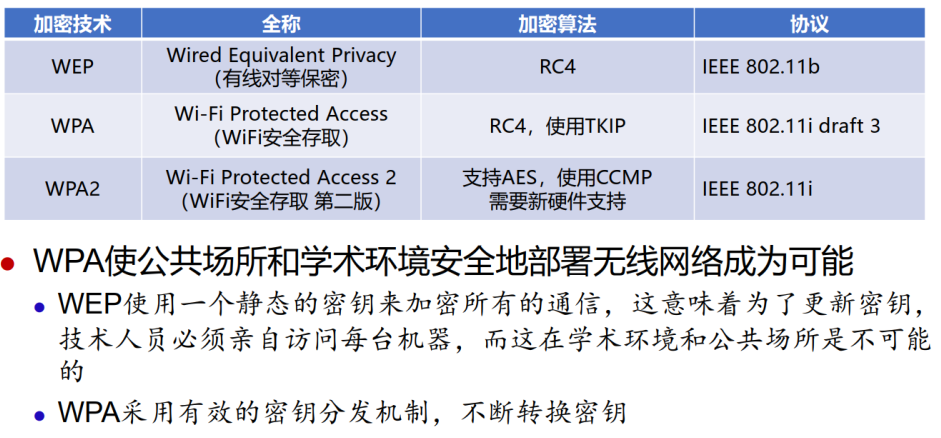 加密技术 全称 加密算法 协议
WEP Wired Equivalent Privacy RC4 IEEE 802.11b
（有线对等保密）
WPA Wi-Fi Protected Access RC4，使用TKIP IEEE 802.11i draft 3
（WiFi安全存取）
WPA2 Wi-Fi Protected Access 2 支持AES，使用CCMP IEEE 802.11i
（WiFi安全存取 第二版） 需要新硬件支持
● WPA使公共场所和学术环境安全地部署无线网络成为可能
● WEP使用一个静态的密钥来加密所有的通信，这意味着为了更新密钥，
技术人员必须亲自访问每台机器，而这在学术环境和公共场所是不可能
的
● WPA采用有效的密钥分发机制，不断转换密钥